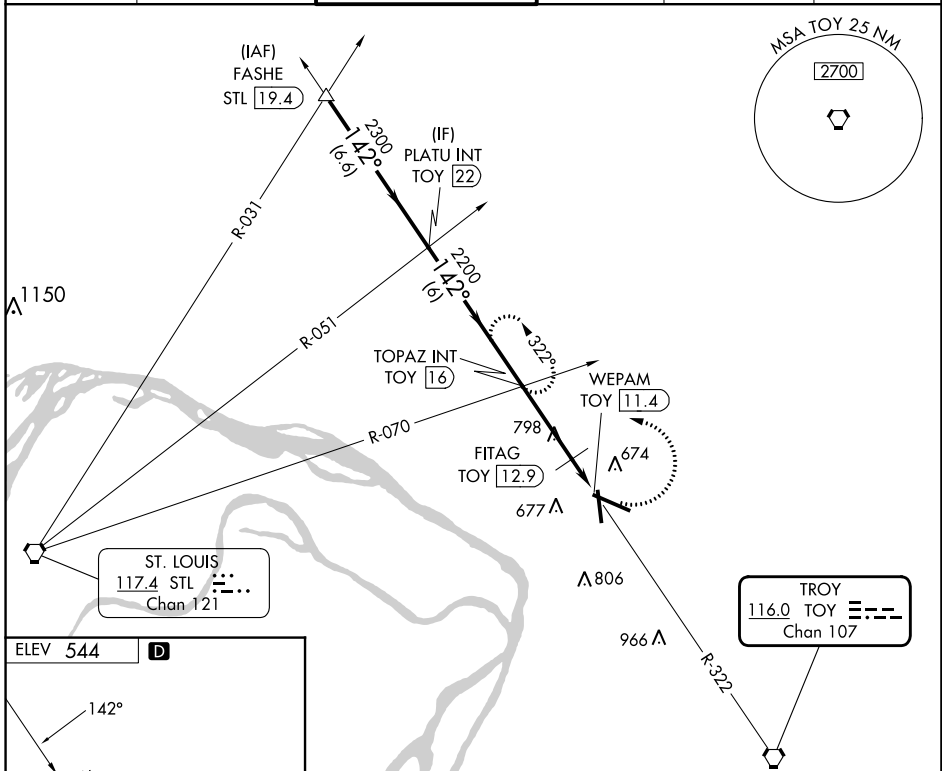 MSA TOY 25 NM
2700
(IAF)
FASHE
STL 19.4
2300
142°
(6.6)
(IF)
PLATU INT
TOY 22
R-031
2200
142°
(6)
1150
R-051
322°
TOPAZ INT
TOY 16
WEPAM
TOY 11.4
R-070
798
FITAG
TOY 12.9
674
677
ST. LOUIS
117.4 STL
Chan 121
806
TROY
116.0 TOY
Chan 107
966
R-322
ELEV 544 D
142°